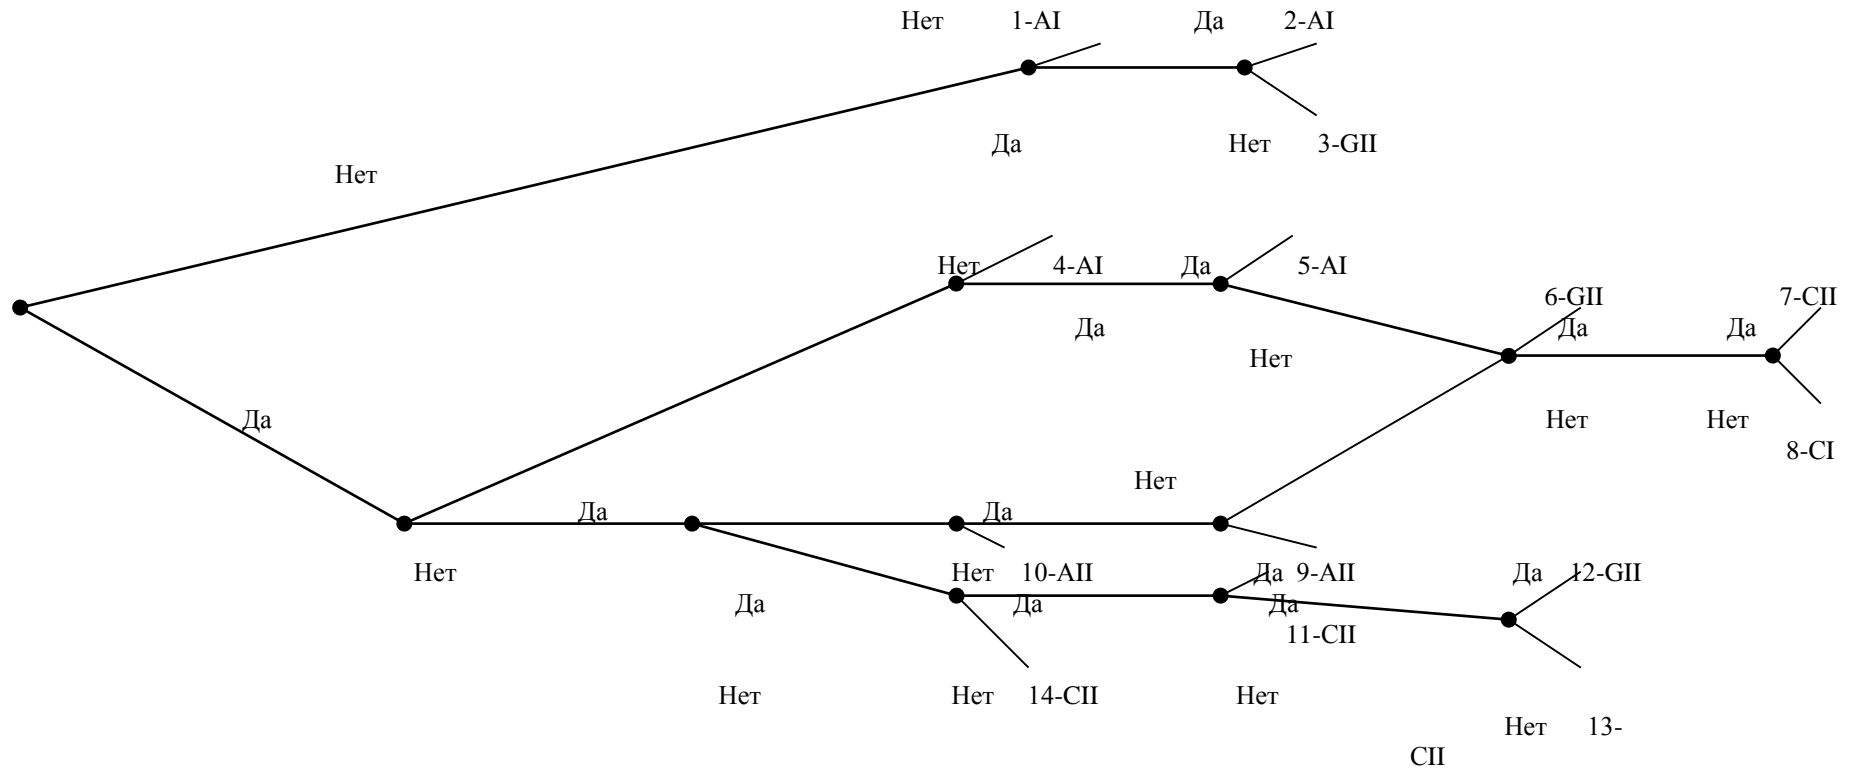 Нет 1-AI Да 2-AI
Да Нет 3-GII
Нет
Нет 4-AI Да 5-AI
6-GII 7-CII
Да Да Да
Нет
Да Нет Нет
8-CI
Нет
Да Да
Нет Нет 10-AII Да 9-AII Да 12-GII
Да Да Да
11-CII
Нет Нет 14-CII Нет
Нет 13-
CII